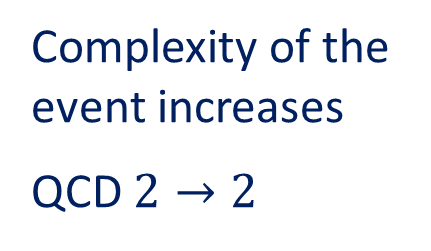 Complexity of the
event increases
QCD 2 → 2